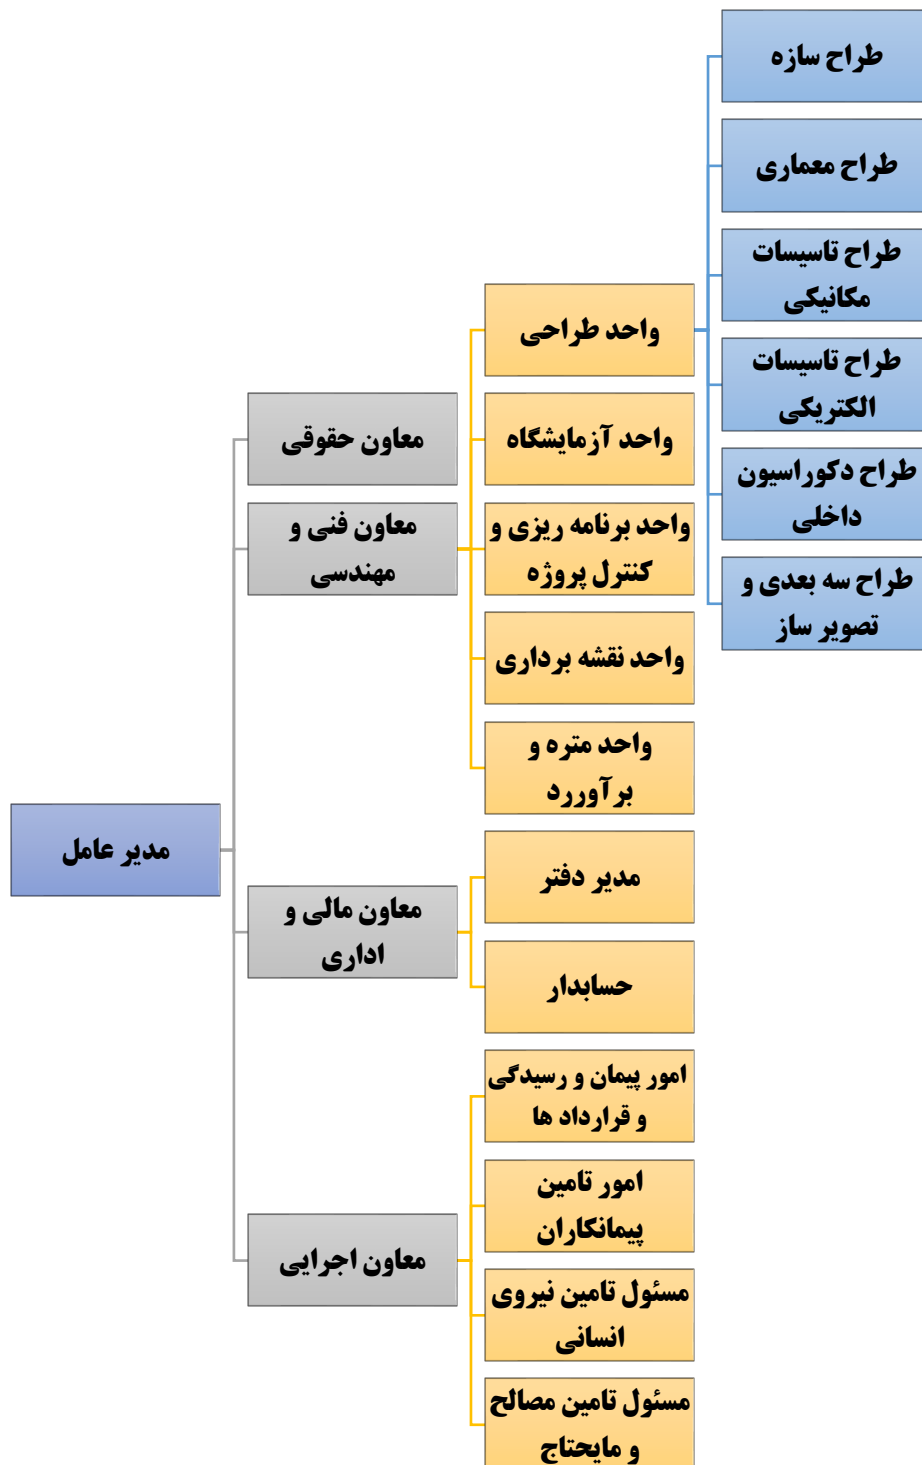 مدیر عامل
معاون حقوقی
معاون فنی و
مهندسی
واحد طراحی
طراح سازه
طراح معماری
طراح تاسیسات
مکانیکی
طراح تاسیسات
الکتریکی
طراح دکوراسیون
داخلی
طراح سه بعدی و
تصویر ساز
واحد آزمایشگاه
واحد برنامه ریزی و
کنترل پروژه
واحد نقشه برداری
واحد متره و
برآوررد
معاون مالی و
اداری
مدیر دفتر
حسابدار
معاون اجرایی
امور پیمان و رسیدگی
و قرارداد ها
امور تامین
پیمانکاران
مسئول تامین نیروی
انسانی
مسئول تامین مصالح
و مایحتاج